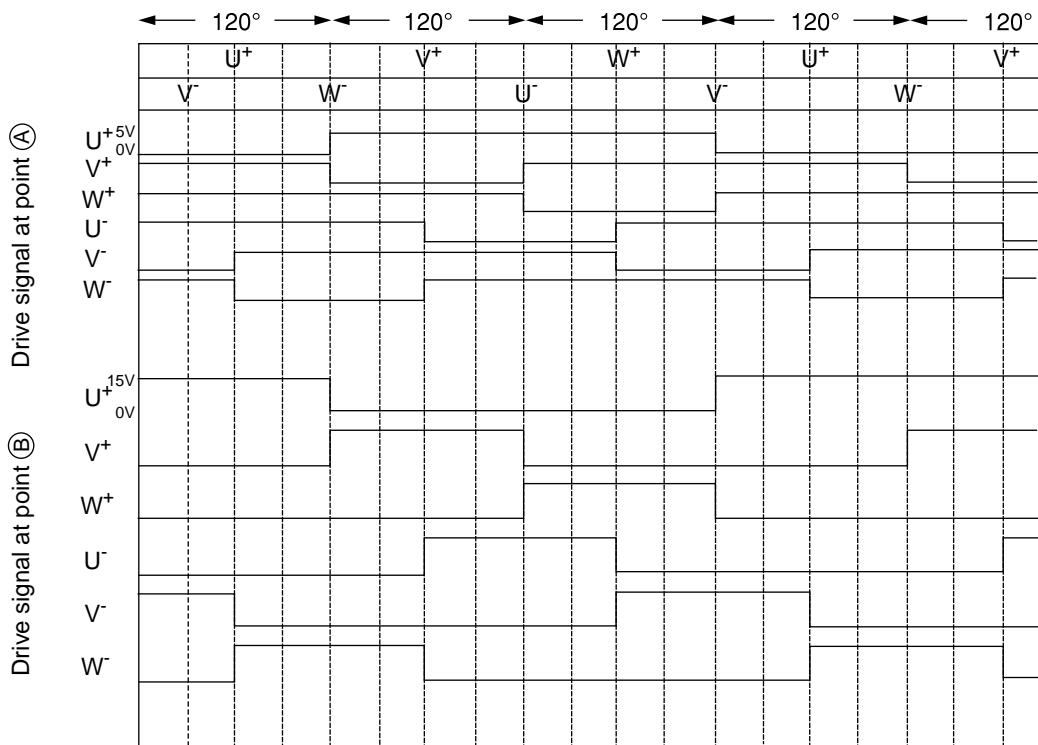 120° 120° 120° 120° 120°
U⁺ V⁺ W⁺ U⁺ V⁺
V⁻ W⁻ U⁻ V⁻ W⁻
Drive signal at point Ⓐ
U⁺ 5V
0V
V⁺
W⁺
U⁻
V⁻
W⁻
Drive signal at point Ⓑ
U⁺ 15V
0V
V⁺
W⁺
U⁻
V⁻
W⁻